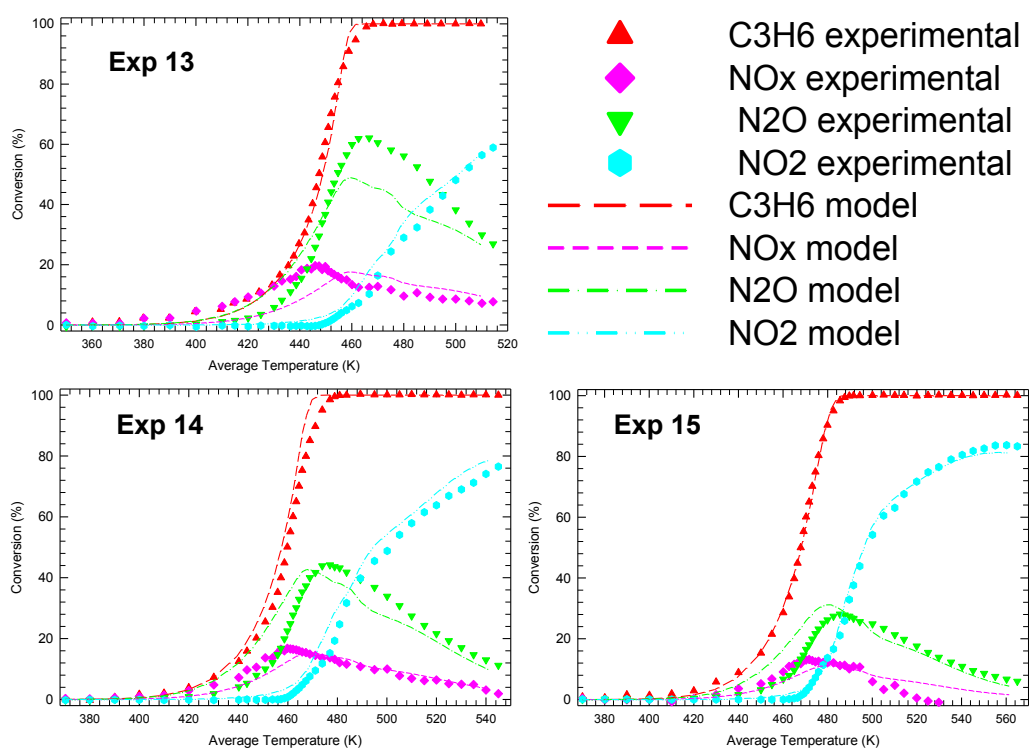 Exp 13
Conversion (%)
100
80
60
40
20
0
360 380 400 420 440 460 480 500 520
Average Temperature (K)
C3H6 experimental
NOx experimental
N2O experimental
NO2 experimental
C3H6 model
NOx model
N2O model
NO2 model
Exp 14
Conversion (%)
100
80
60
40
20
0
380 400 420 440 460 480 500 520 540
Average Temperature (K)
Exp 15
Conversion (%)
100
80
60
40
20
0
380 400 420 440 460 480 500 520 540 560
Average Temperature (K)